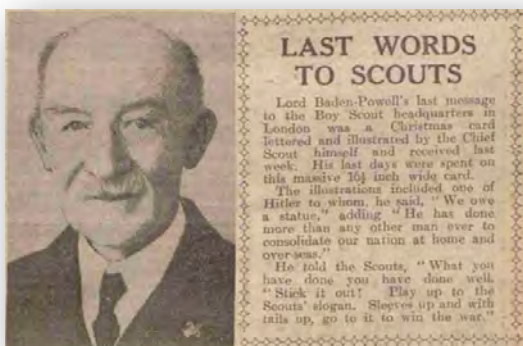 LAST WORDS
TO SCOUTS
Lord Baden-Powell's last message
to the Boy Scout headquarters in
London was a Christmas card
lettered and illustrated by the Chief
Scout himself and received last
week. His last days were spent on
this massive 16½ inch wide card.
The illustrations included one of
Hitler to whom, he said, "We owe
a statue," adding "He has done
more than any other man ever to
consolidate our nation at home and
over-seas."
He told the Scouts, "What you
have done you have done well.
"Stick it out! Play up to the
Scouts' slogan. Sleeves up and with
tails up, go to it to win the war."